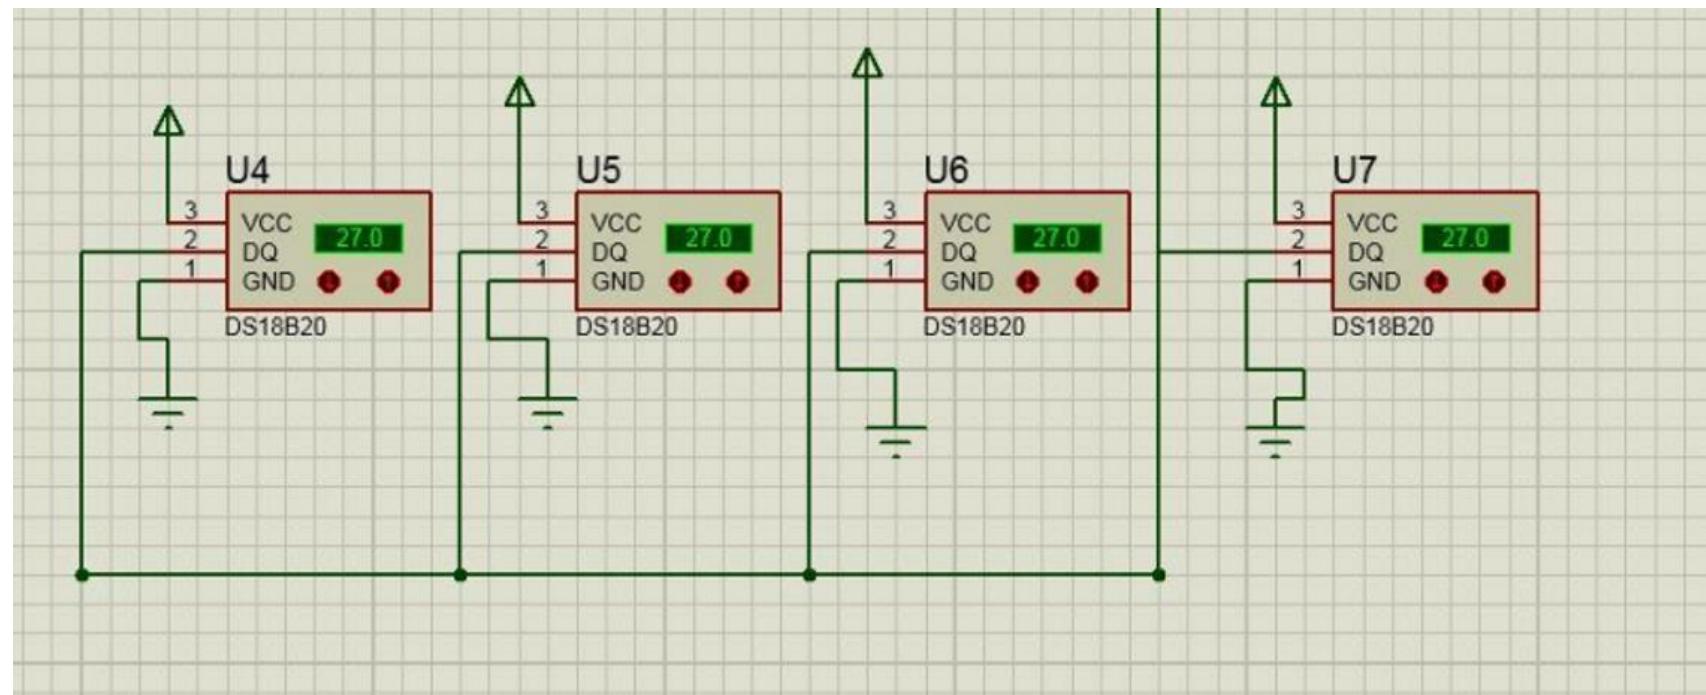 U4
3 VCC 27.0
2 DQ
1 GND
DS18B20
U5
3 VCC 27.0
2 DQ
1 GND
DS18B20
U6
3 VCC 27.0
2 DQ
1 GND
DS18B20
U7
3 VCC 27.0
2 DQ
1 GND
DS18B20